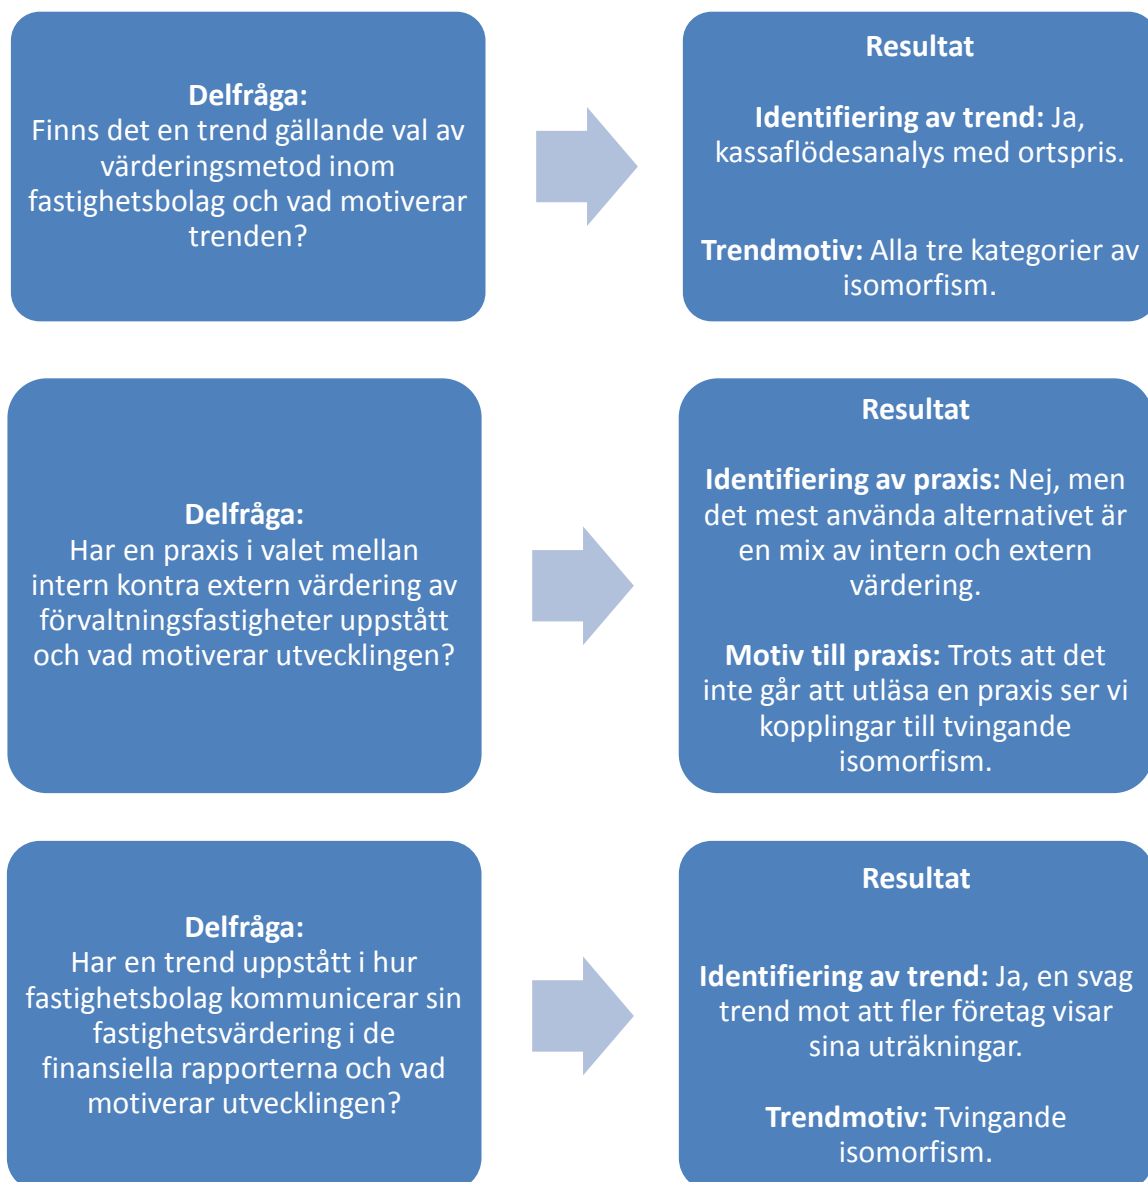 Delfråga:
Finns det en trend gällande val av
värderingsmetod inom
fastighetsbolag och vad motiverar
trenden?
Resultat
Identifiering av trend: Ja,
kassaflödesanalys med ortspris.
Trendmotiv: Alla tre kategorier av
isomorfism.
Delfråga:
Har en praxis i valet mellan
intern kontra extern värdering av
förvaltningsfastigheter uppstått
och vad motiverar utvecklingen?
Resultat
Identifiering av praxis: Nej, men
det mest använda alternativet är
en mix av intern och extern
värdering.
Motiv till praxis: Trots att det
inte går att utläsa en praxis ser vi
kopplingar till tvingande
isomorfism.
Delfråga:
Har en trend uppstått i hur
fastighetsbolag kommunicerar sin
fastighetsvärdering i de
finansiella rapporterna och vad
motiverar utvecklingen?
Resultat
Identifiering av trend: Ja, en svag
trend mot att fler företag visar
sina uträkningar.
Trendmotiv: Tvingande
isomorfism.